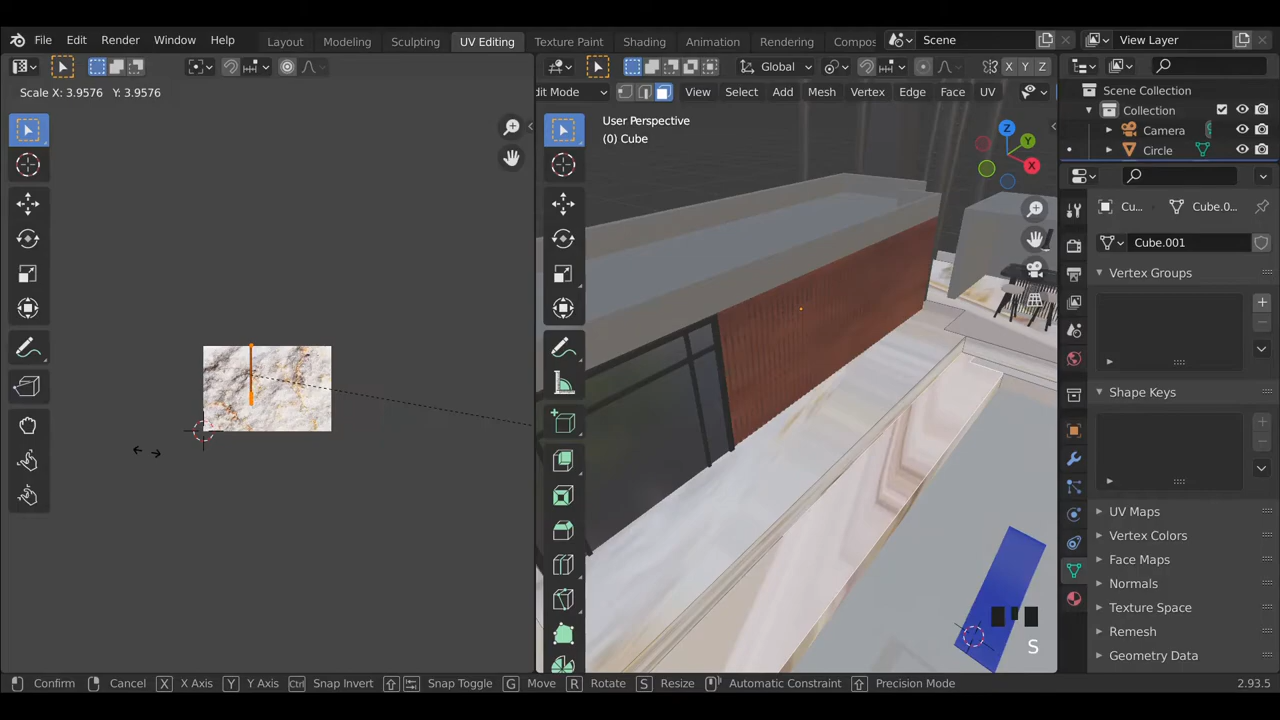 File Edit Render Window Help Layout Modeling Sculpting UV Editing Texture Paint Shading Animation Rendering Compos Scene View Layer
Global X Y Z
Scale X: 3.9576 Y: 3.9576
dit Mode View Select Add Mesh Vertex Edge Face UV
Scene Collection
Collection
Camera
Circle
User Perspective
(0) Cube
Z
Y
X
Cu.. Cube.0...
Cube.001
Vertex Groups
Shape Keys
UV Maps
Vertex Colors
Face Maps
Normals
Texture Space
Remesh
Geometry Data
S
Confirm Cancel X X Axis Y Y Axis Ctrl Snap Invert Snap Toggle G Move R Rotate S Resize Automatic Constraint Precision Mode 2.93.5